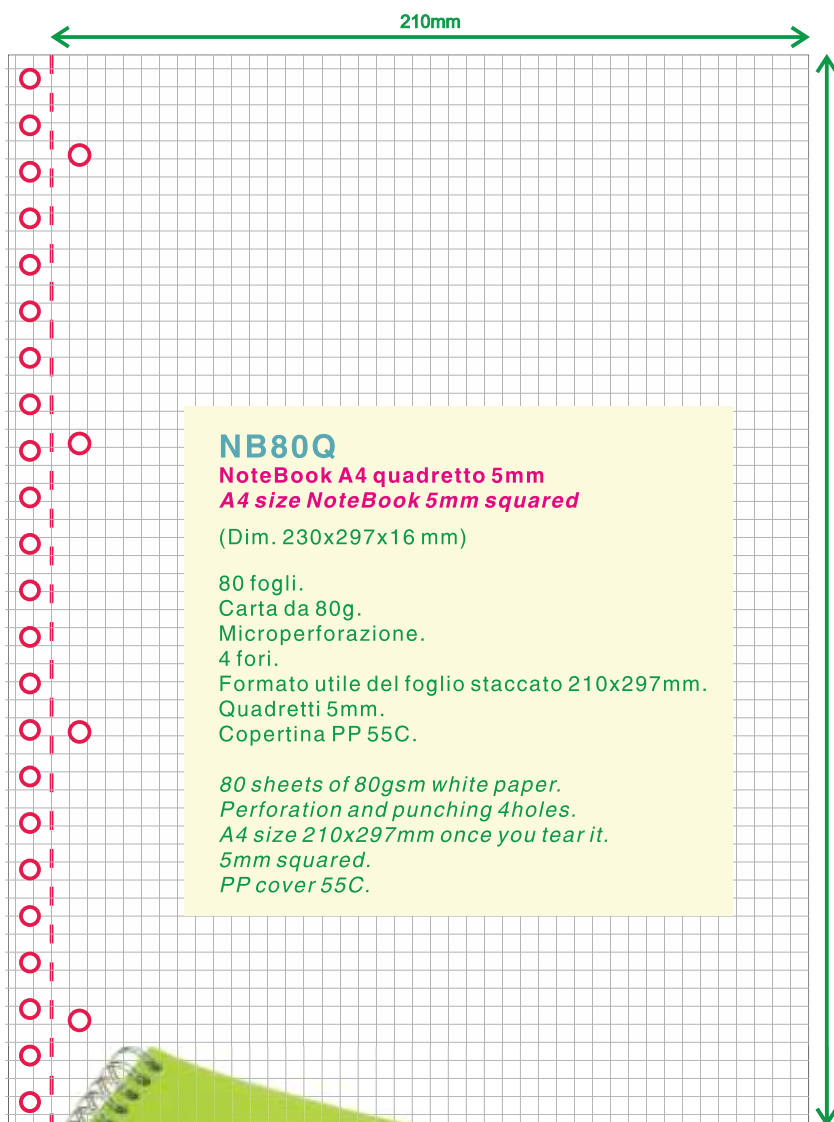 210mm
NB80Q
NoteBook A4 quadretto 5mm
A4 size NoteBook 5mm squared
(Dim. 230x297x16 mm)
80 fogli.
Carta da 80g.
Microperforazione.
4 fori.
Formato utile del foglio staccato 210x297mm.
Quadretti 5mm.
Copertina PP 55C.
80 sheets of 80gsm white paper.
Perforation and punching 4holes.
A4 size 210x297mm once you tear it.
5mm squared.
PP cover 55C.